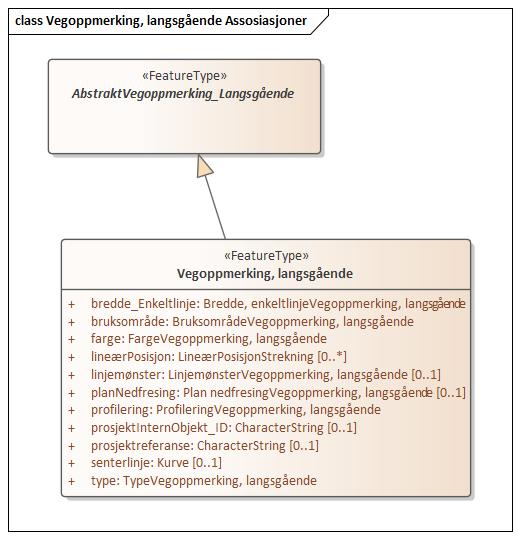 class Vegoppmerking, langsgående Assosiasjoner
«FeatureType»
AbstraktVegoppmerking_Langsgående
«FeatureType»
Vegoppmerking, langsgående
+ bredde_Enkeltlinje: Bredde, enkeltlinjeVegoppmerking, langsgående
+ bruksområde: BruksområdeVegoppmerking, langsgående
+ farge: FargeVegoppmerking, langsgående
+ lineærPosisjon: LineærPosisjonStrekning [0..*]
+ linjemønster: LinjemønsterVegoppmerking, langsgående [0..1]
+ planNedfresing: Plan nedfresingVegoppmerking, langsgående [0..1]
+ profilering: ProfileringVegoppmerking, langsgående
+ prosjektInternObjekt_ID: CharacterString [0..1]
+ prosjektreferanse: CharacterString [0..1]
+ senterlinje: Kurve [0..1]
+ type: TypeVegoppmerking, langsgående